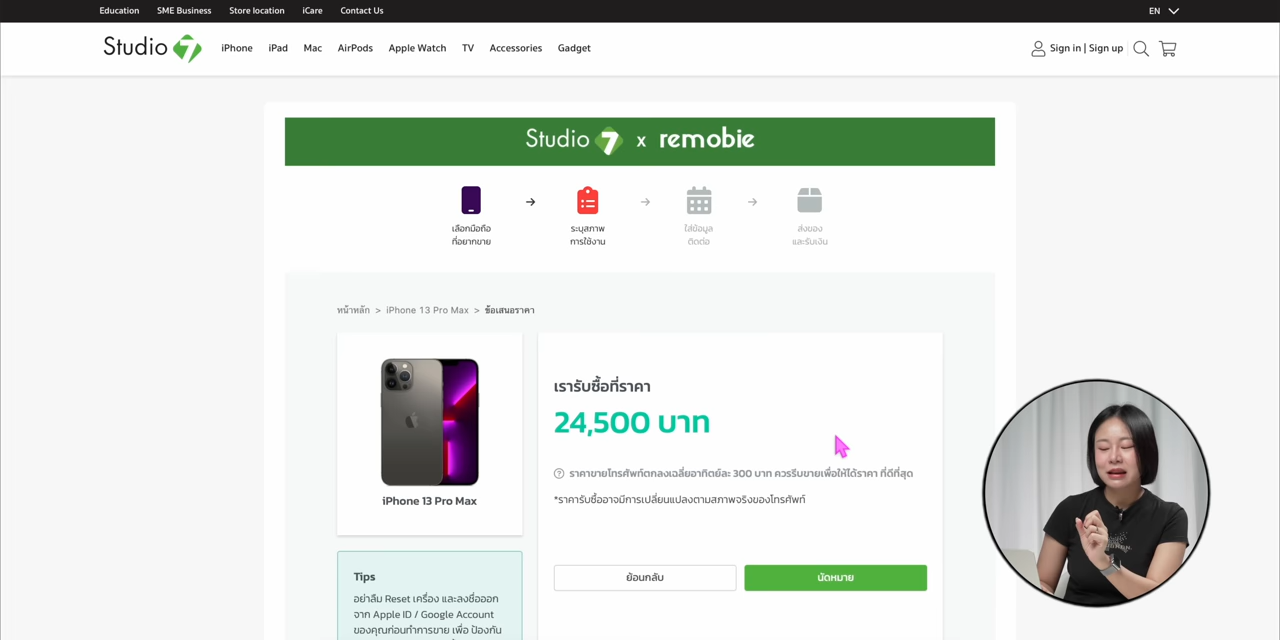 Education SME Business Store location iCare Contact Us EN
Studio 7 iPhone iPad Mac AirPods Apple Watch TV Accessories Gadget Sign in | Sign up
Studio 7 x remobie
เลือกมือถือ
ที่อยากขาย
ระบุสภาพ
การใช้งาน
ใส่ข้อมูล
ติดต่อ
ส่งของ
และรับเงิน
หน้าหลัก > iPhone 13 Pro Max > ข้อเสนอราคา
iPhone 13 Pro Max
เรารับซื้อที่ราคา
24,500 บาท
? ราคาขายโทรศัพท์ตกลงเฉลี่ยอาทิตย์ละ 300 บาท ควรรีบขายเพื่อให้ได้ราคา ที่ดีที่สุด
*ราคารับซื้ออาจมีการเปลี่ยนแปลงตามสภาพจริงของโทรศัพท์
ย้อนกลับ นัดหมาย
Tips
อย่าลืม Reset เครื่อง และลงชื่อออก
จาก Apple ID / Google Account
ของคุณก่อนทำการขาย เพื่อ ป้องกัน